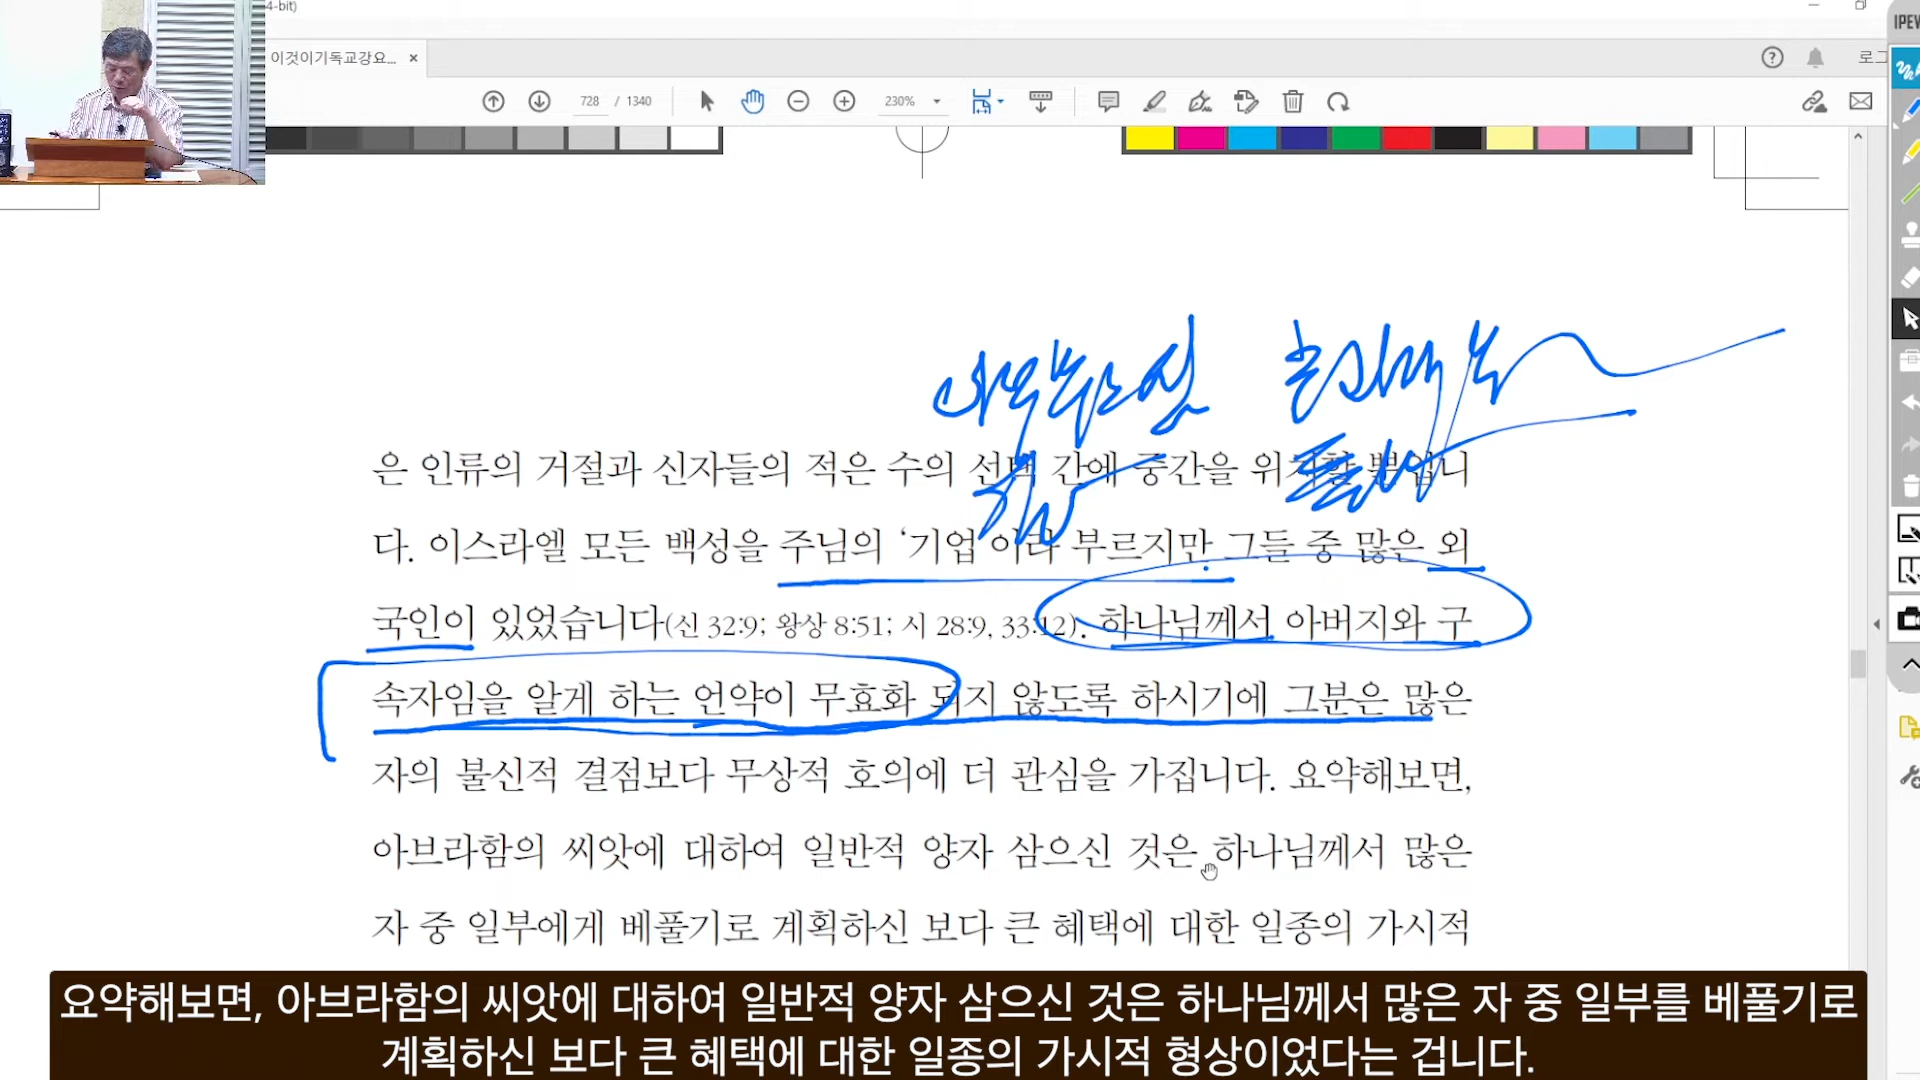 4-bit)
IPEV
이것이기독교강요... ×
로그
728 / 1340
230%
은 인류의 거절과 신자들의 적은 수의 선택 간에 중간을 위치할 뿐입니
다. 이스라엘 모든 백성을 주님의 ‘기업’이라 부르지만 그들 중 많은 외
국인이 있었습니다(신 32:9; 왕상 8:51; 시 28:9, 33:12). 하나님께서 아버지와 구
속자임을 알게 하는 언약이 무효화 되지 않도록 하시기에 그분은 많은
자의 불신적 결점보다 무상적 호의에 더 관심을 가집니다. 요약해보면,
아브라함의 씨앗에 대하여 일반적 양자 삼으신 것은 하나님께서 많은
자 중 일부에게 베풀기로 계획하신 보다 큰 혜택에 대한 일종의 가시적
요약해보면, 아브라함의 씨앗에 대하여 일반적 양자 삼으신 것은 하나님께서 많은 자 중 일부를 베풀기로
계획하신 보다 큰 혜택에 대한 일종의 가시적 형상이었다는 겁니다.